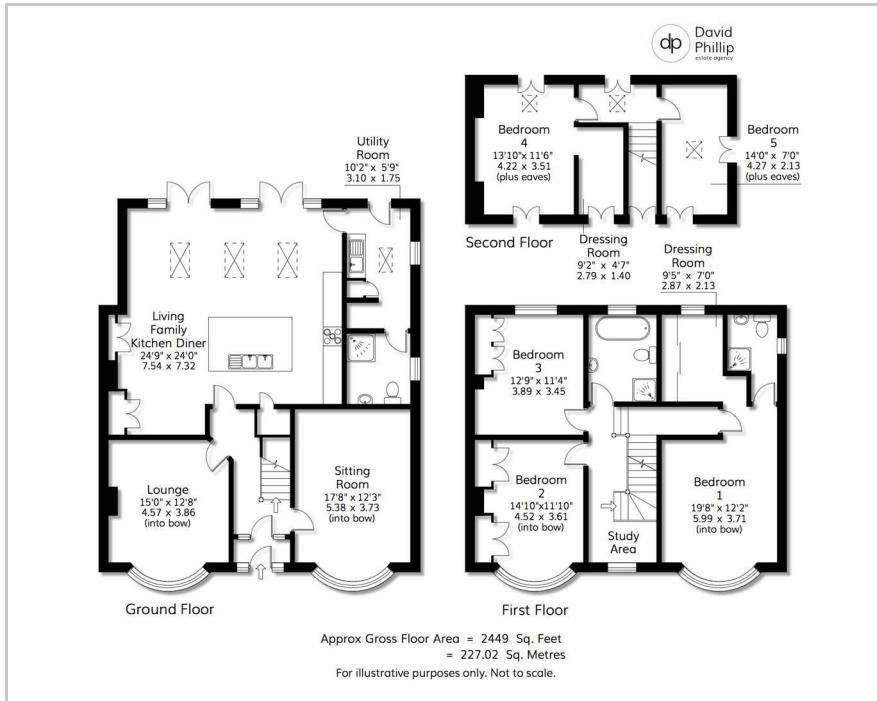 dp
David
Phillip
estate agency
Utility
Room
10'2" x 5'9"
3.10 x 1.75
Living
Family
Kitchen Diner
24'9" x 24'0"
7.54 x 7.32
Lounge
15'0" x 12'8"
4.57 x 3.86
(into bow)
Sitting
Room
17'8" x 12'3"
5.38 x 3.73
(into bow)
Ground Floor
Bedroom
4
13'10"x 11'6"
4.22 x 3.51
(plus eaves)
Bedroom
5
14'0" x 7'0"
4.27 x 2.13
(plus eaves)
Second Floor
Dressing
Room
9'2" x 4'7"
2.79 x 1.40
Dressing
Room
9'5" x 7'0"
2.87 x 2.13
Bedroom
3
12'9" x 11'4"
3.89 x 3.45
Bedroom
2
14'10"x11'10"
4.52 x 3.61
(into bow)
Study
Area
Bedroom
1
19'8" x 12'2"
5.99 x 3.71
(into bow)
First Floor
Approx Gross Floor Area = 2449 Sq. Feet
= 227.02 Sq. Metres
For illustrative purposes only. Not to scale.